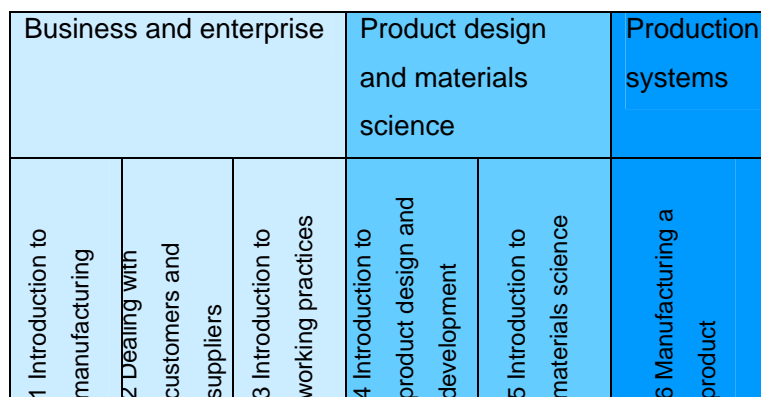 Business and enterprise
Product design
and materials
science
Production
systems
1 Introduction to
manufacturing
2 Dealing with
customers and
suppliers
3 Introduction to
working practices
4 Introduction to
product design and
development
5 Introduction to
materials science
6 Manufacturing a
product